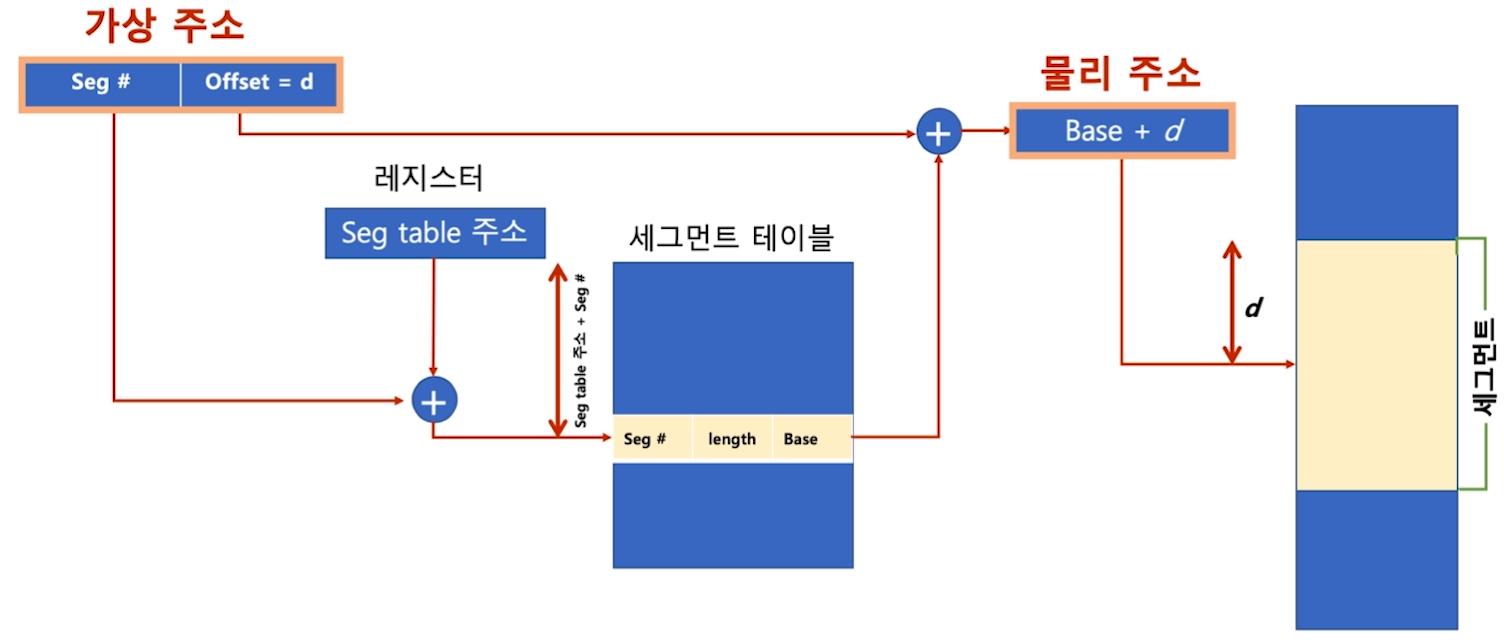 가상 주소
Seg #
Offset = d
물리 주소
Base + d
레지스터
Seg table 주소
세그먼트 테이블
Seg table 주소 + Seg #
d
세그먼트
Seg #
length
Base